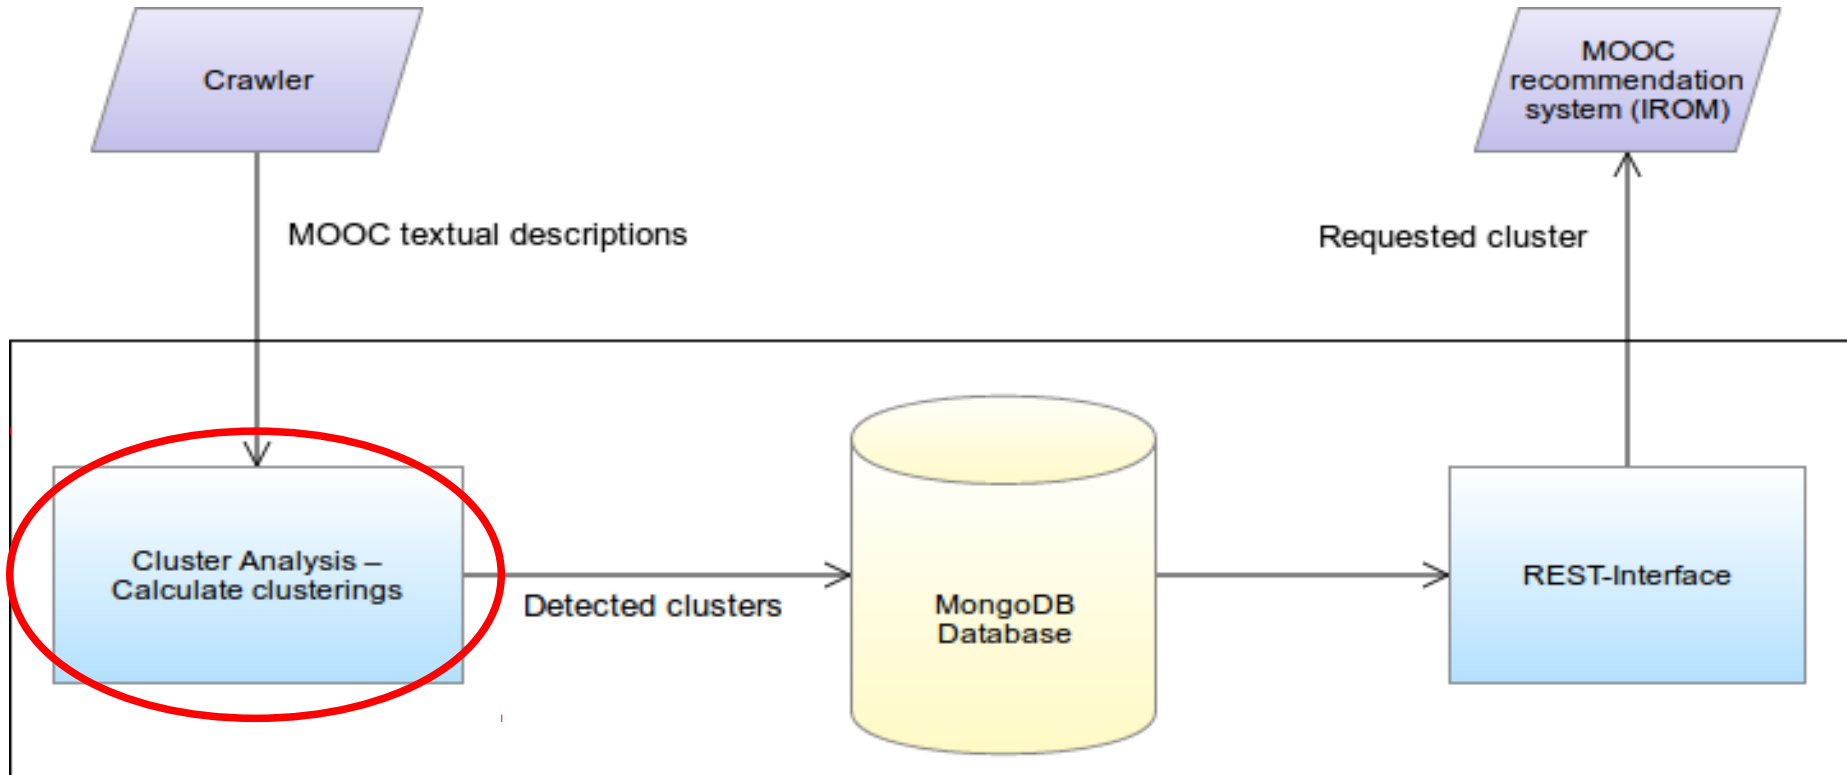 Crawler
MOOC
recommendation
system (IROM)
MOOC textual descriptions
Requested cluster
Cluster Analysis –
Calculate clusterings
Detected clusters
MongoDB
Database
REST-Interface